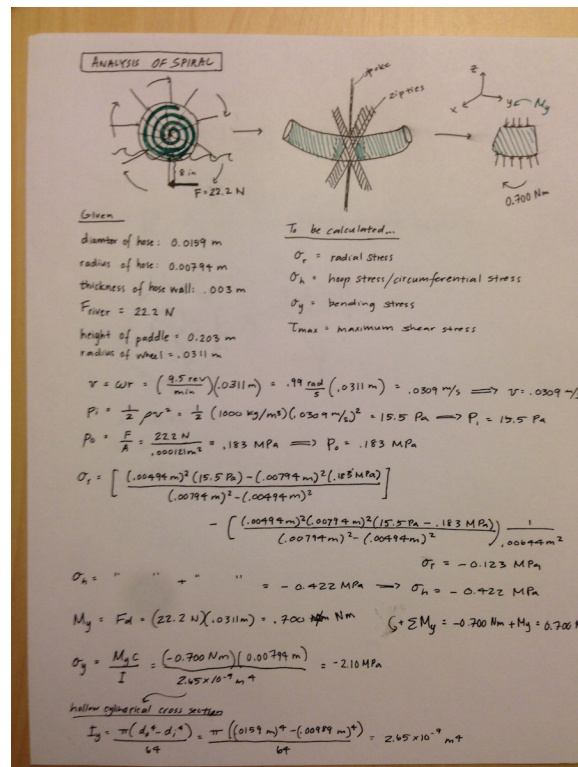 ANALYSIS OF SPIRAL
8 in
F=22.2 N
spoke
zipties
z
x
y
My
0.700 Nm
Given
diamter of hose: 0.0159 m
radius of hose: 0.00794 m
thickness of hose wall: .003 m
Friver = 22.2 N
height of paddle = 0.203 m
radius of wheel = .0311 m
To be calculated...
σr = radial stress
σh = hoop stress/circumferential stress
σy = bending stress
Tmax = maximum shear stress
v = ωr = (9.5 rev/min)(.0311m) = .99 rad/s (.0311 m) = .0309 m/s ⟹ v = .0309 m/s
Pi = 1/2 ρv² = 1/2 (1000 kg/m³)(.0309 m/s)² = 15.5 Pa ⟹ Pi = 15.5 Pa
Po = F/A = 22.2 N/.000121m² = .183 MPa ⟹ Po = .183 MPa
σr = [((.00494m)²(15.5 Pa) - (.00794 m)²(.183 MPa))/((.00794 m)² - (.00494 m)²)]
- [((.00494 m)²(.00794 m)²(15.5 Pa - .183 MPa))/((.00794 m)² - (.00494 m)²)) 1/.00644 m²
σr = -0.123 MPa
σh = " " + " " = -0.422 MPa ⟶ σh = -0.422 MPa
My = Fd = (22.2 N)(.0311m) = .700 Nm
↺+ ΣMy = -0.700 Nm + My = 0.700 N
σy = MyC/I = (-0.700 Nm)(0.00794m)/2.65×10⁻⁹ m⁴ = -2.10 MPa
hollow cylindrical cross section
Iy = π(do⁴ - di⁴)/64 = π((.0159 m)⁴ - (.00989 m)⁴)/64 = 2.65×10⁻⁹ m⁴